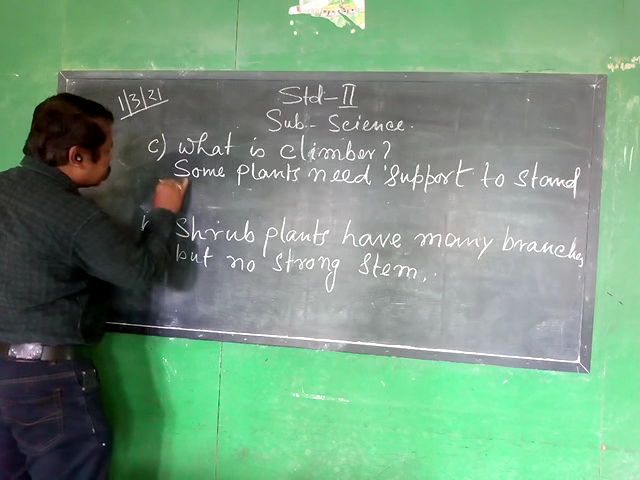 1/3/21
Std-II
Sub- Science.
c) What is climber?
Some plants need support to stand
Shrub plants have many branches
but no strong stem.